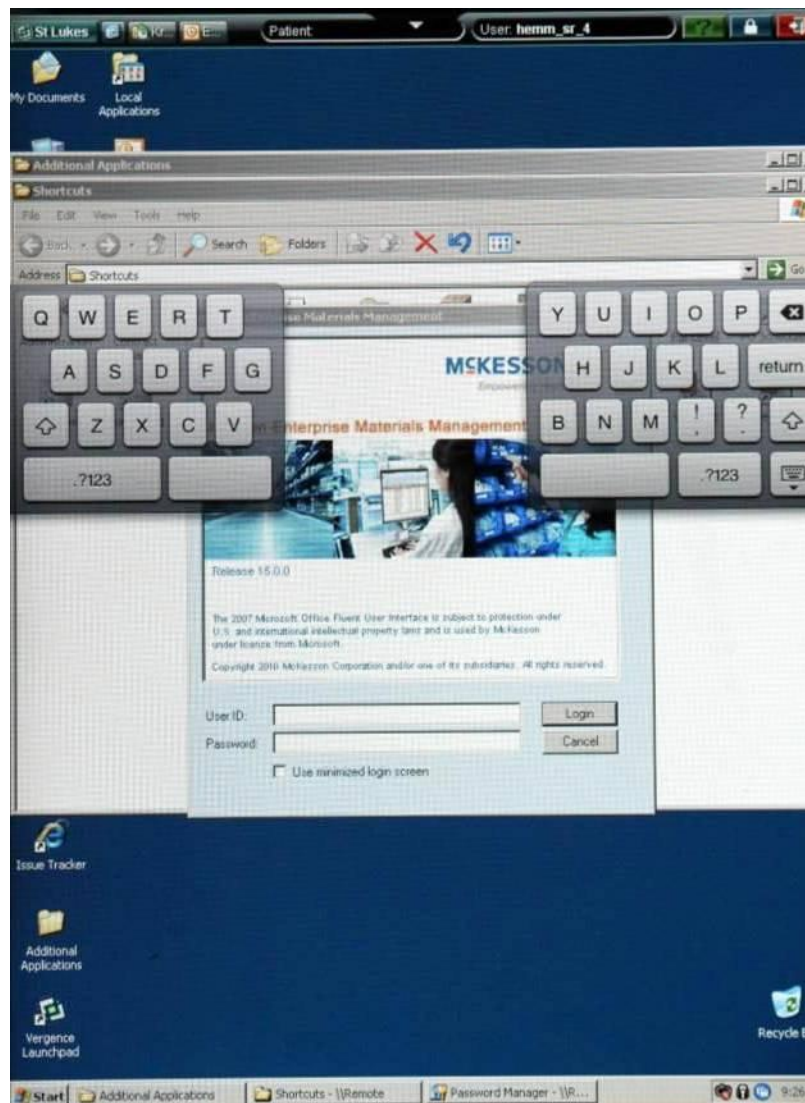 St Lukes
Patient:
User: hemm_sr_4
My Documents
Local
Applications
Additional Applications
Shortcuts
File Edit View Tools Help
Back Search Folders
Address Shortcuts Go
Materials Management
Q W E R T
Y U I O P
A S D F G
H J K L return
Z X C V
B N M ! , ? .
.?123
.?123
MCKESSON
Enterprise Materials Management
Release 15.0.0
The 2007 Microsoft Office Fluent User Interface is subject to protection under
U.S. and international intellectual property laws and is used by McKesson
under license from Microsoft.
Copyright 2010 McKesson Corporation and/or one of its subsidiaries. All rights reserved.
User ID:
Login
Password:
Cancel
Use minimized login screen
Issue Tracker
Additional
Applications
Vergence
Launchpad
Recycle B
Start Additional Applications Shortcuts - \\Remote Password Manager - \\R... 9:26